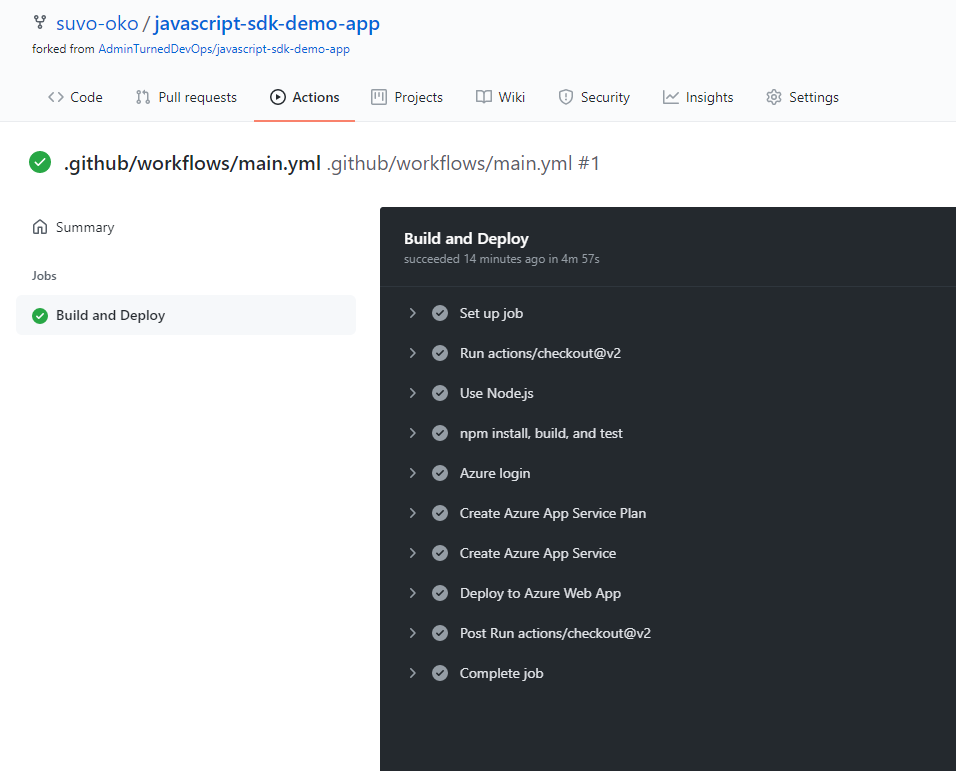 suvo-oko / javascript-sdk-demo-app
forked from AdminTurnedDevOps/javascript-sdk-demo-app
Code Pull requests Actions Projects Wiki Security Insights Settings
.github/workflows/main.yml .github/workflows/main.yml #1
Summary
Jobs
Build and Deploy
Build and Deploy
succeeded 14 minutes ago in 4m 57s
Set up job
Run actions/checkout@v2
Use Node.js
npm install, build, and test
Azure login
Create Azure App Service Plan
Create Azure App Service
Deploy to Azure Web App
Post Run actions/checkout@v2
Complete job